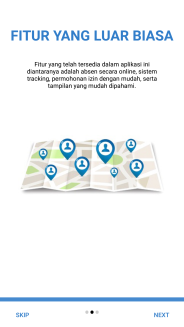 FITUR YANG LUAR BIASA
Fitur yang telah tersedia dalam aplikasi ini
diantaranya adalah absen secara online, sistem
tracking, permohonan izin dengan mudah, serta
tampilan yang mudah dipahami.
SKIP
NEXT